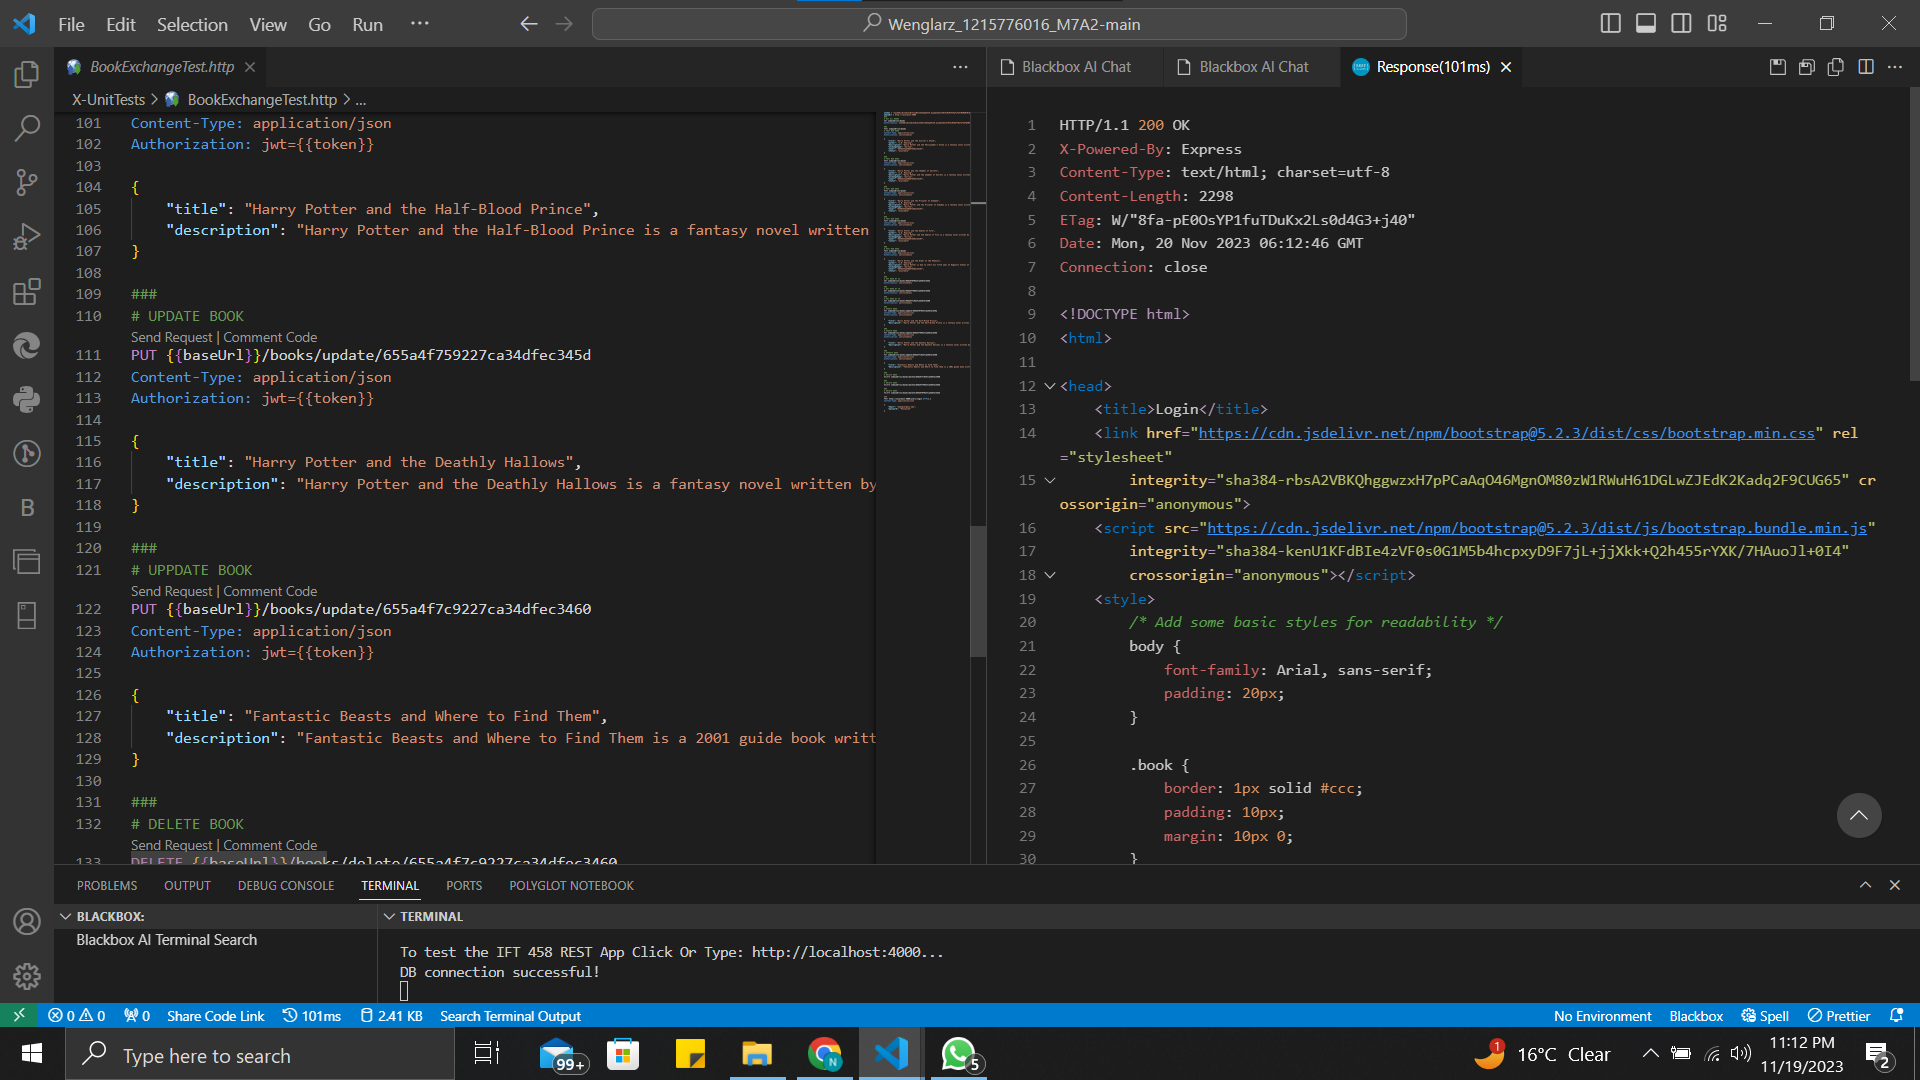 File Edit Selection View Go Run ...
Wenglarz_1215776016_M7A2-main
BookExchangeTest.http
X-UnitTests > BookExchangeTest.http > ...
101 Content-Type: application/json
102 Authorization: jwt={{token}}
103
104 {
105 "title": "Harry Potter and the Half-Blood Prince",
106 "description": "Harry Potter and the Half-Blood Prince is a fantasy novel written
107 }
108
109 ###
110 # UPDATE BOOK
Send Request | Comment Code
111 PUT {{baseUrl}}/books/update/655a4f759227ca34dfec345d
112 Content-Type: application/json
113 Authorization: jwt={{token}}
114
115 {
116 "title": "Harry Potter and the Deathly Hallows",
117 "description": "Harry Potter and the Deathly Hallows is a fantasy novel written by
118 }
119
120 ###
121 # UPPDATE BOOK
Send Request | Comment Code
122 PUT {{baseUrl}}/books/update/655a4f7c9227ca34dfec3460
123 Content-Type: application/json
124 Authorization: jwt={{token}}
125
126 {
127 "title": "Fantastic Beasts and Where to Find Them",
128 "description": "Fantastic Beasts and Where to Find Them is a 2001 guide book writt
129 }
130
131 ###
132 # DELETE BOOK
Send Request | Comment Code
133 DELETE {{baseUrl}}/books/delete/655a4f7c9227ca34dfec3460
Blackbox AI Chat Blackbox AI Chat Response(101ms)
1 HTTP/1.1 200 OK
2 X-Powered-By: Express
3 Content-Type: text/html; charset=utf-8
4 Content-Length: 2298
5 ETag: W/"8fa-pE0OsYP1fuTDuKx2Ls0d4G3+j40"
6 Date: Mon, 20 Nov 2023 06:12:46 GMT
7 Connection: close
8
9 <!DOCTYPE html>
10 <html>
11
12 <head>
13 <title>Login</title>
14 <link href="https://cdn.jsdelivr.net/npm/bootstrap@5.2.3/dist/css/bootstrap.min.css" rel
="stylesheet"
15 integrity="sha384-rbsA2VBKQhggwzxH7pPCaAqO46MgnOM80zW1RWuH61DGLwZJEdK2Kadq2F9CUG65" cr
ossorigin="anonymous">
16 <script src="https://cdn.jsdelivr.net/npm/bootstrap@5.2.3/dist/js/bootstrap.bundle.min.js"
17 integrity="sha384-kenU1KFdBIe4zVF0s0G1M5b4hcpxyD9F7jL+jjXkk+Q2h455rYXK/7HAuoJl+0I4"
18 crossorigin="anonymous"></script>
19 <style>
20 /* Add some basic styles for readability */
21 body {
22 font-family: Arial, sans-serif;
23 padding: 20px;
24 }
25
26 .book {
27 border: 1px solid #ccc;
28 padding: 10px;
29 margin: 10px 0;
30 }
PROBLEMS OUTPUT DEBUG CONSOLE TERMINAL PORTS POLYGLOT NOTEBOOK
BLACKBOX:
Blackbox AI Terminal Search
TERMINAL
To test the IFT 458 REST App Click Or Type: http://localhost:4000...
DB connection successful!
0 0 0 Share Code Link 101ms 2.41 KB Search Terminal Output No Environment Blackbox Spell Prettier
Type here to search
99+
N
5
1
16°C Clear
11:12 PM
11/19/2023
2